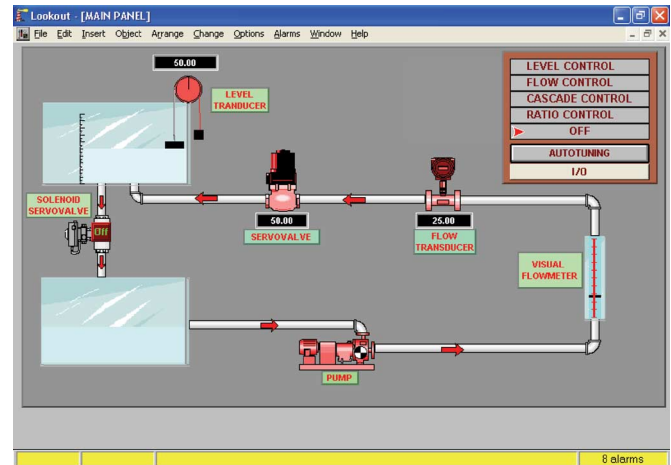 Lookout - [MAIN PANEL]
File Edit Insert Object Arrange Change Options Alarms Window Help
50.00
LEVEL
TRANDUCER
LEVEL CONTROL
FLOW CONTROL
CASCADE CONTROL
RATIO CONTROL
OFF
AUTOTUNING
I/O
SOLENOID
SERVOVALVE
Off
50.00
SERVOVALVE
25.00
FLOW
TRANSDUCER
VISUAL
FLOWMETER
PUMP
8 alarms